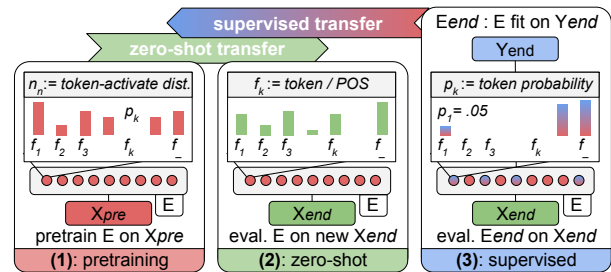 supervised transfer
zero-shot transfer
Eend : E fit on Yend
Yend
nn:= token-activate dist.
pk
f1 f2 f3 fk f_
E
Xpre
pretrain E on Xpre
(1): pretraining
fk := token / POS
f1 f2 f3 fk f_
E
Xend
eval. E on new Xend
(2): zero-shot
pk := token probability
p1= .05
f1 f2 f3 fk f_
E
Xend
eval. Eend on Xend
(3): supervised